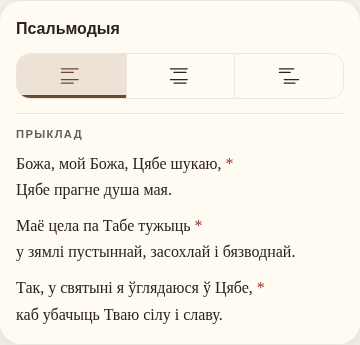 Псальмодыя
ПРЫКЛАД
Божа, мой Божа, Цябе шукаю, *
Цябе прагне душа мая.
Маё цела па Табе тужыць *
у зямлі пустыннай, засохлай і бязводнай.
Так, у святыні я ўглядаюся ў Цябе, *
каб убачыць Тваю сілу і славу.